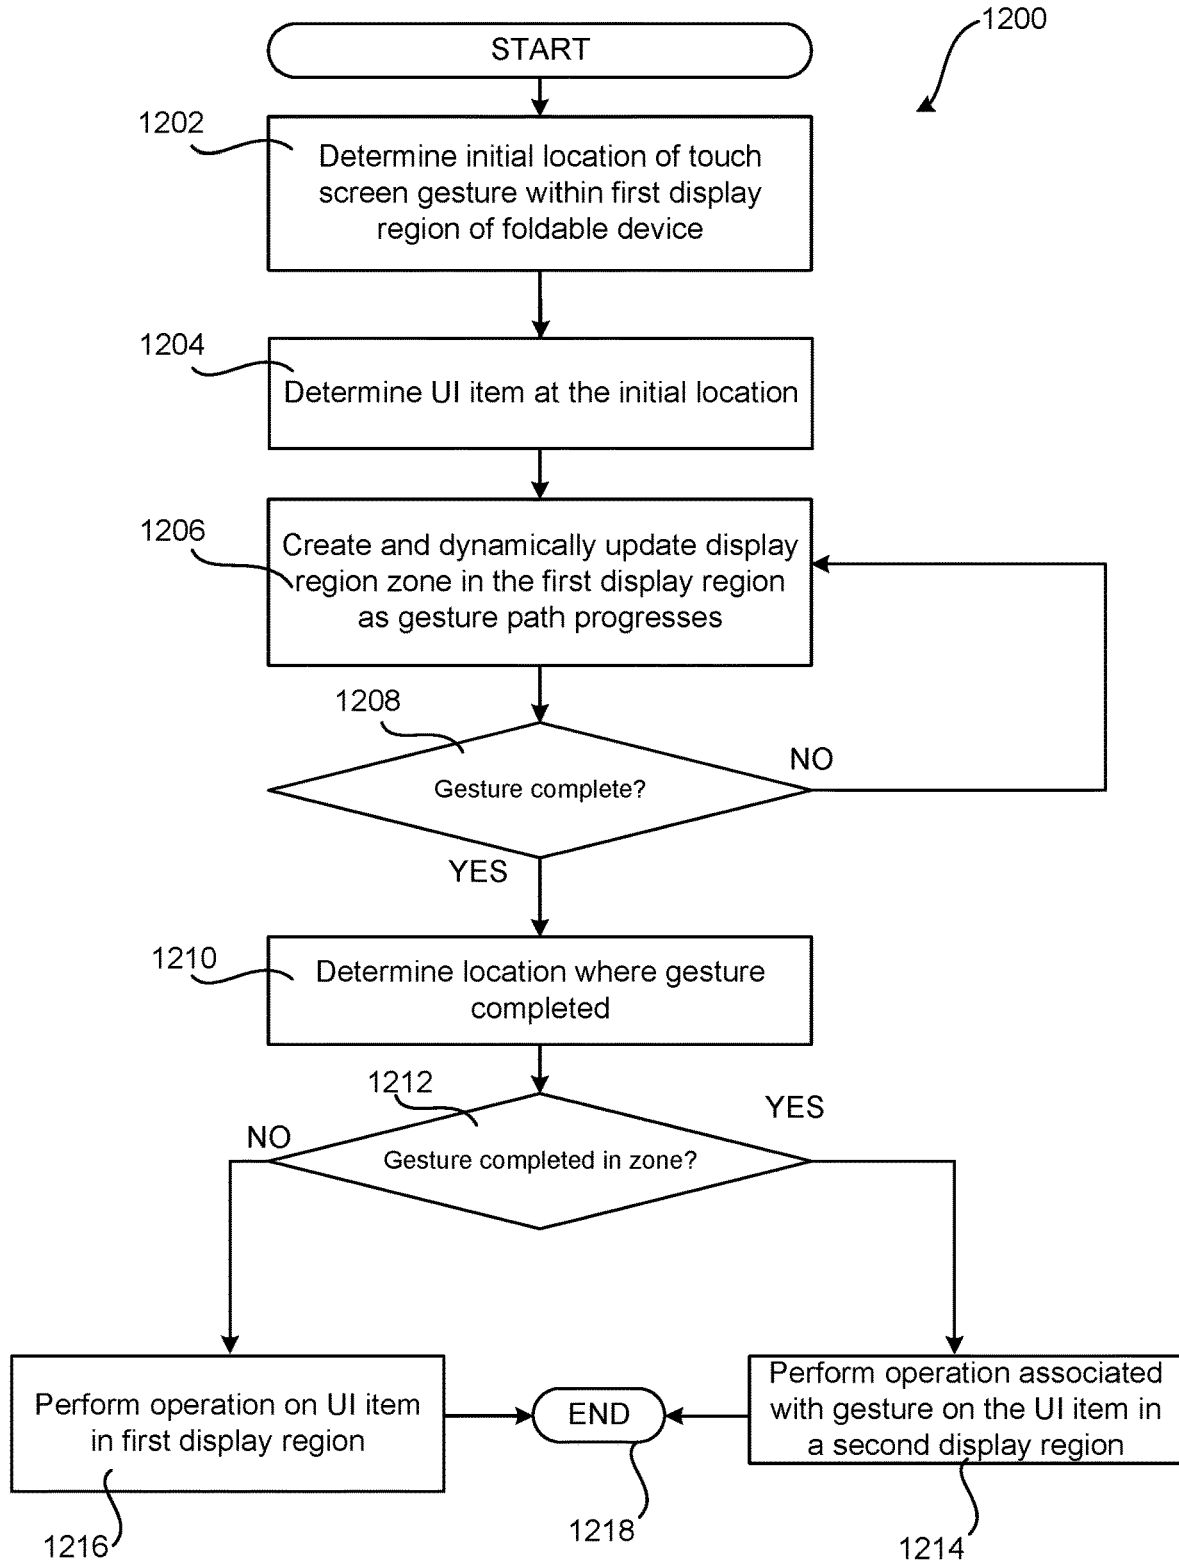 1200
START
1202
Determine initial location of touch
screen gesture within first display
region of foldable device
1204
Determine UI item at the initial location
1206
Create and dynamically update display
region zone in the first display region
as gesture path progresses
1208
Gesture complete?
NO
YES
1210
Determine location where gesture
completed
1212
Gesture completed in zone?
NO
YES
Perform operation on UI item
in first display region
END
Perform operation associated
with gesture on the UI item in
a second display region
1216
1218
1214